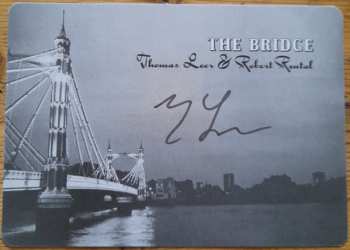 THE BRIDGE
Thomas Leer & Robert Rental